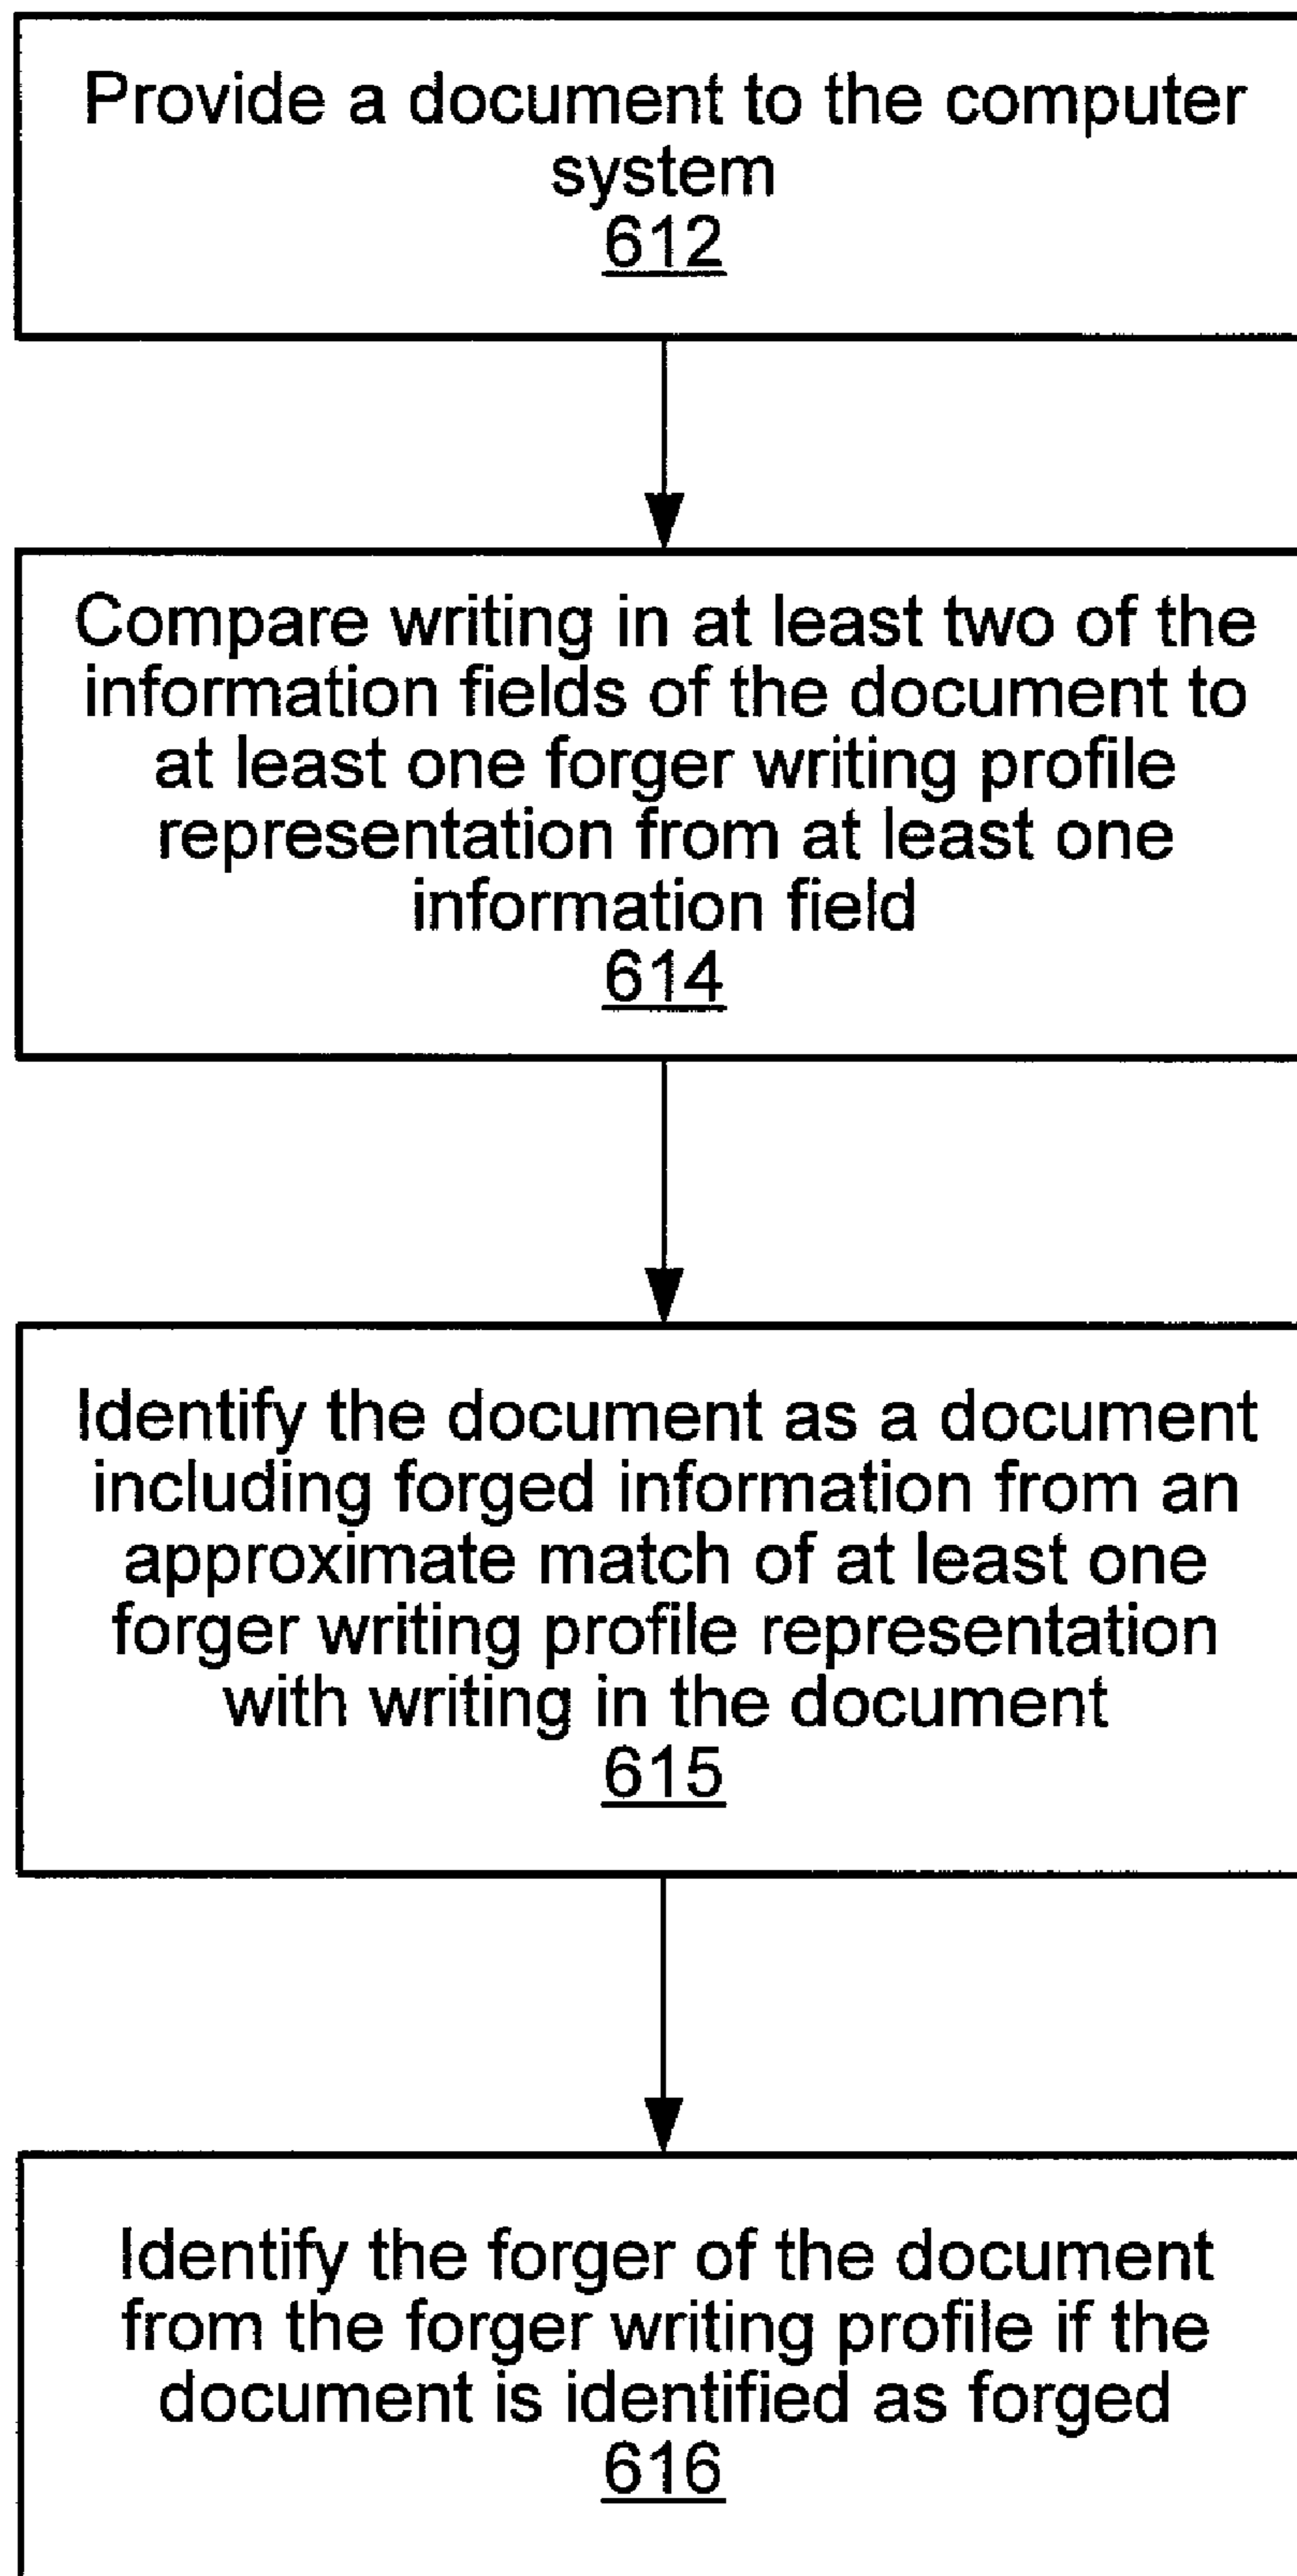 Provide a document to the computer
system
612
Compare writing in at least two of the
information fields of the document to
at least one forger writing profile
representation from at least one
information field
614
Identify the document as a document
including forged information from an
approximate match of at least one
forger writing profile representation
with writing in the document
615
Identify the forger of the document
from the forger writing profile if the
document is identified as forged
616